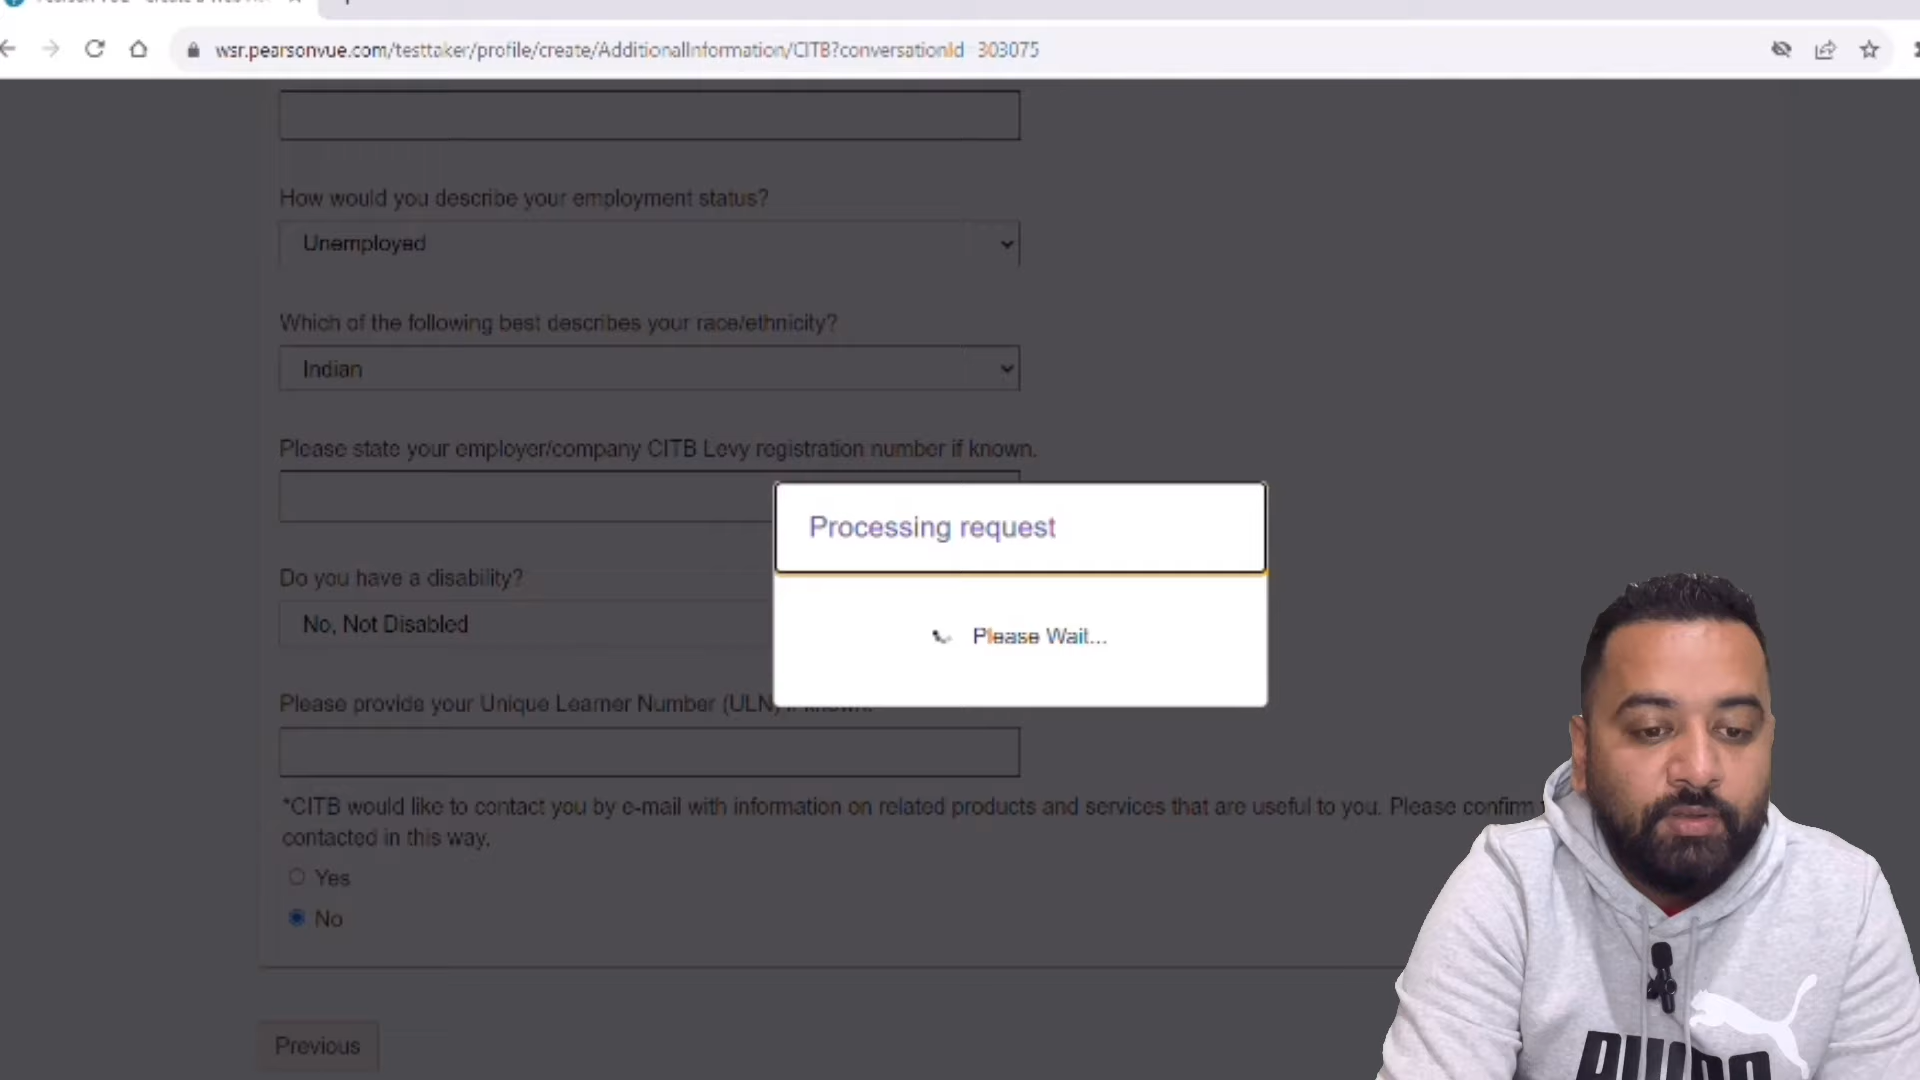 wsr.pearsonvue.com/testtaker/profile/create/AdditionalInformation/CITB?conversationId=303075
How would you describe your employment status?
Unemployed
Which of the following best describes your race/ethnicity?
Indian
Please state your employer/company CITB Levy registration number if known.
Processing request
Do you have a disability?
No, Not Disabled
Please Wait...
Please provide your Unique Learner Number (ULN) if known.
*CITB would like to contact you by e-mail with information on related products and services that are useful to you. Please confirm
contacted in this way.
Yes
No
Previous